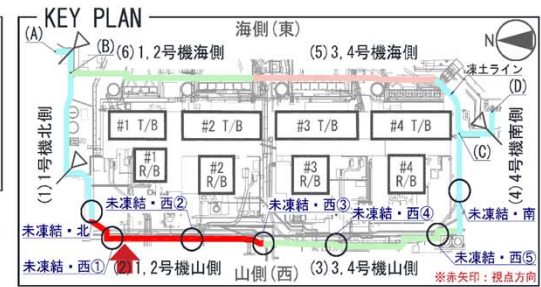 KEY PLAN
海側(東)
(A)
(B)
(6)1,2号機海側
(5)3,4号機海側
N
凍土ライン
(D)
#1 T/B
#2 T/B
#3 T/B
#4 T/B
(C)
(1)1号機北側
#1
R/B
#2
R/B
#3
R/B
#4
R/B
(4)4号機南側
未凍結・西②
未凍結・西③
未凍結・北
未凍結・西④
未凍結・南
未凍結・西①
(2)1,2号機山側
山側(西)
(3)3,4号機山側
未凍結・西⑤
※赤矢印:視点方向